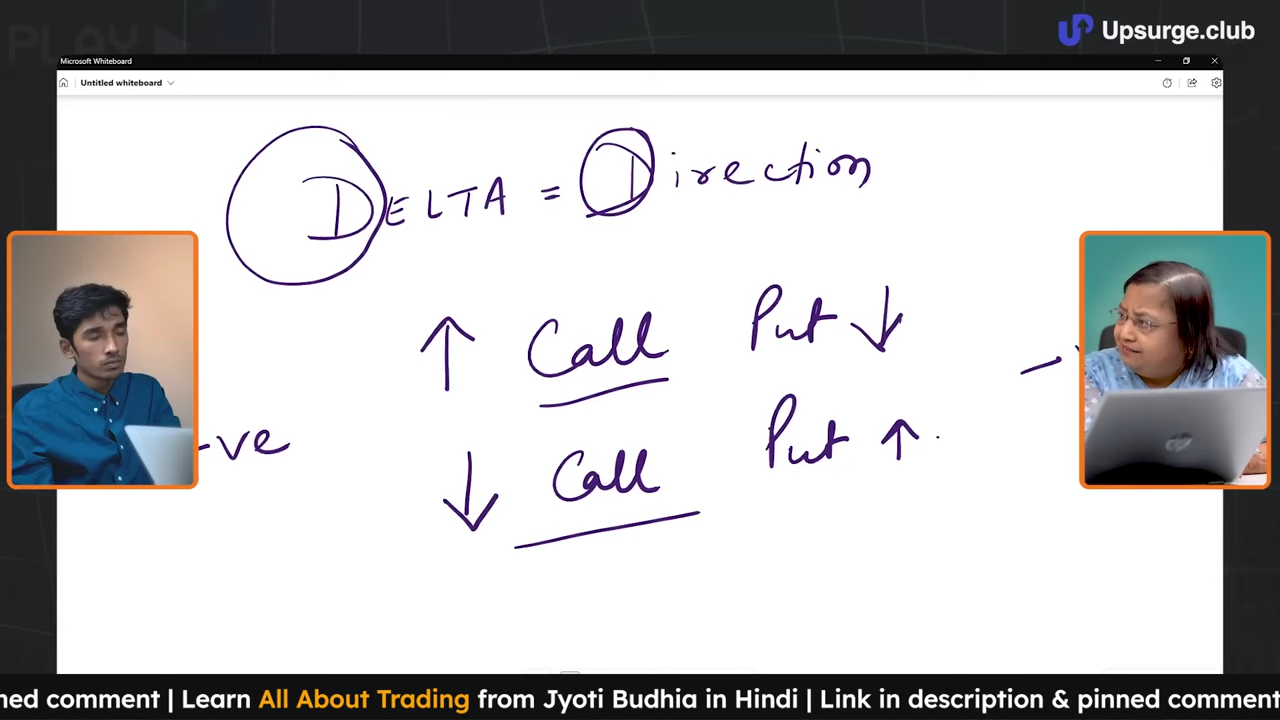 PLAY
Upsurge.club
Microsoft Whiteboard
Untitled whiteboard
DELTA = Direction
↑ Call Put ↓
-ve
↓ Call Put ↑
ned comment | Learn All About Trading from Jyoti Budhia in Hindi | Link in description & pinned comment